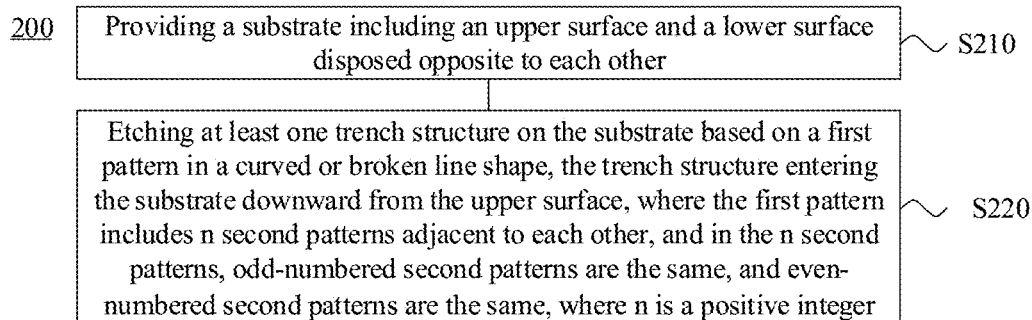 200
Providing a substrate including an upper surface and a lower surface
disposed opposite to each other
S210
Etching at least one trench structure on the substrate based on a first
pattern in a curved or broken line shape, the trench structure entering
the substrate downward from the upper surface, where the first pattern
includes n second patterns adjacent to each other, and in the n second
patterns, odd-numbered second patterns are the same, and even-
numbered second patterns are the same, where n is a positive integer
S220